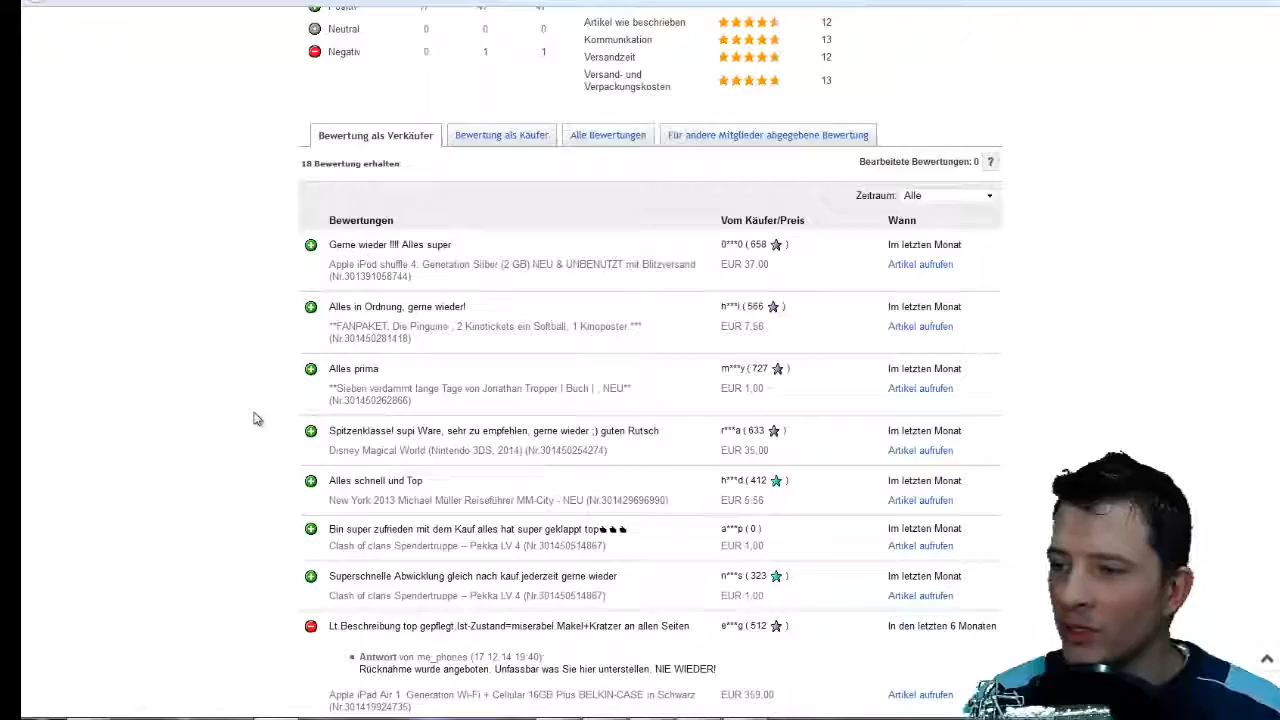 Artikel wie beschrieben 12
Neutral 0 0 0
Kommunikation 13
Negativ 0 1 1
Versandzeit 12
Versand- und
Verpackungskosten 13
Bewertung als Verkäufer Bewertung als Käufer Alle Bewertungen Für andere Mitglieder abgegebene Bewertung
18 Bewertung erhalten Bearbeitete Bewertungen: 0 ?
Zeitraum: Alle
Bewertungen Vom Käufer/Preis Wann
Gerne wieder !!!! Alles super 0***0 ( 658 ) Im letzten Monat
Apple iPod shuffle 4. Generation Silber (2 GB) NEU & UNBENUTZT mit Blitzversand EUR 37,00 Artikel aufrufen
(Nr.301391058744)
Alles in Ordnung, gerne wieder! h***i ( 566 ) Im letzten Monat
**FANPAKET, Die Pinguine , 2 Kinotickets ein Softball, 1 Kinoposter *** EUR 7,56 Artikel aufrufen
(Nr.301450281418)
Alles prima m***y ( 727 ) Im letzten Monat
**Sieben verdammt lange Tage von Jonathan Tropper | Buch | , NEU** EUR 1,00 Artikel aufrufen
(Nr.301450262866)
Spitzenklasse! supi Ware, sehr zu empfehlen, gerne wieder ;) guten Rutsch r***a ( 633 ) Im letzten Monat
Disney Magical World (Nintendo 3DS, 2014) (Nr.301450254274) EUR 35,00 Artikel aufrufen
Alles schnell und Top h***d ( 412 ) Im letzten Monat
New York 2013 Michael Müller Reiseführer MM-City - NEU (Nr.301429696990) EUR 5,56 Artikel aufrufen
Bin super zufrieden mit dem Kauf alles hat super geklappt top a***p ( 0 ) Im letzten Monat
Clash of clans Spendertruppe -- Pekka LV 4 (Nr.301450514867) EUR 1,00 Artikel aufrufen
Superschnelle Abwicklung gleich nach kauf jederzeit gerne wieder n***s ( 323 ) Im letzten Monat
Clash of clans Spendertruppe -- Pekka LV 4 (Nr.301450514867) EUR 1,00 Artikel aufrufen
Lt.Beschreibung top gepflegt.Ist-Zustand=miserabel.Makel+Kratzer an allen Seiten e***g ( 512 ) In den letzten 6 Monaten
Antwort von me_phones (17.12.14 19:40):
Rücknahme wurde angeboten. Unfassbar was Sie hier unterstellen. NIE WIEDER!
Apple iPad Air 1. Generation Wi-Fi + Cellular 16GB Plus BELKIN-CASE in Schwarz EUR 359,00 Artikel aufrufen
(Nr.301419924735)